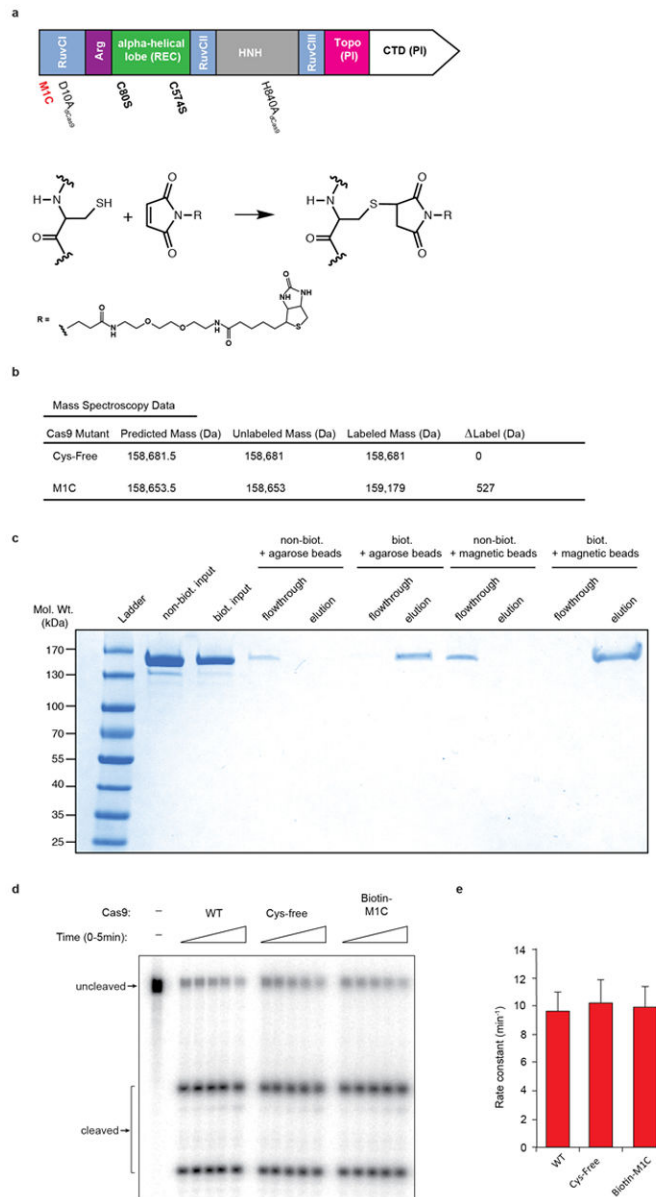 a
RuvCI
Arg
alpha-helical
lobe (REC)
RuvCII
HNH
RuvCIII
Topo
(PI)
CTD (PI)
M1C
D10A dCas9
C80S
C574S
H840A dCas9
H-N
SH
O
+
O
N-R
O
H-N
S
O
O
N-R
O
R =
O
N
H
O
O
H
N
O
O
HN
NH
S
b
Mass Spectroscopy Data
Cas9 Mutant Predicted Mass (Da) Unlabeled Mass (Da) Labeled Mass (Da) ΔLabel (Da)
Cys-Free 158,681.5 158,681 158,681 0
M1C 158,653.5 158,653 159,179 527
c
non-biot. + agarose beads
biot. + agarose beads
non-biot. + magnetic beads
biot. + magnetic beads
Mol. Wt.
(kDa)
Ladder
non-biot. input
biot. input
flowthrough
elution
flowthrough
elution
flowthrough
elution
flowthrough
elution
170
130
100
70
55
40
35
25
d
Cas9: – WT Cys-free Biotin-M1C
Time (0-5min): –
uncleaved
cleaved
e
Rate constant (min⁻¹)
14
12
10
8
6
4
2
0
WT
Cys-Free
Biotin-M1C